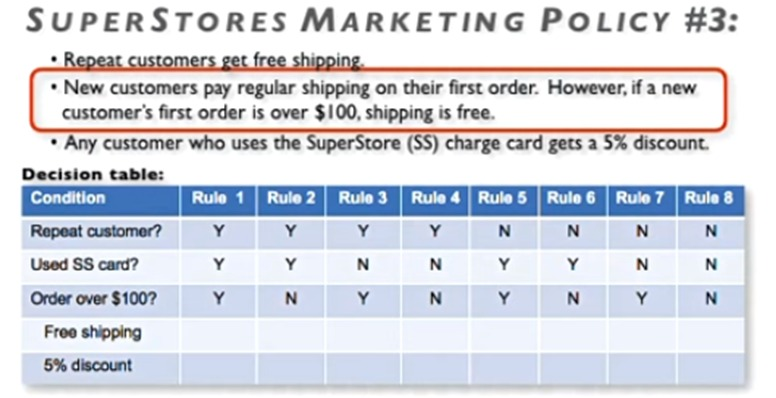 SUPERSTORES MARKETING POLICY #3:
• Repeat customers get free shipping.
• New customers pay regular shipping on their first order. However, if a new
customer's first order is over $100, shipping is free.
• Any customer who uses the SuperStore (SS) charge card gets a 5% discount.
Decision table:
Condition Rule 1 Rule 2 Rule 3 Rule 4 Rule 5 Rule 6 Rule 7 Rule 8
Repeat customer? Y Y Y Y N N N N
Used SS card? Y Y N N Y Y N N
Order over $100? Y N Y N Y N Y N
Free shipping
5% discount